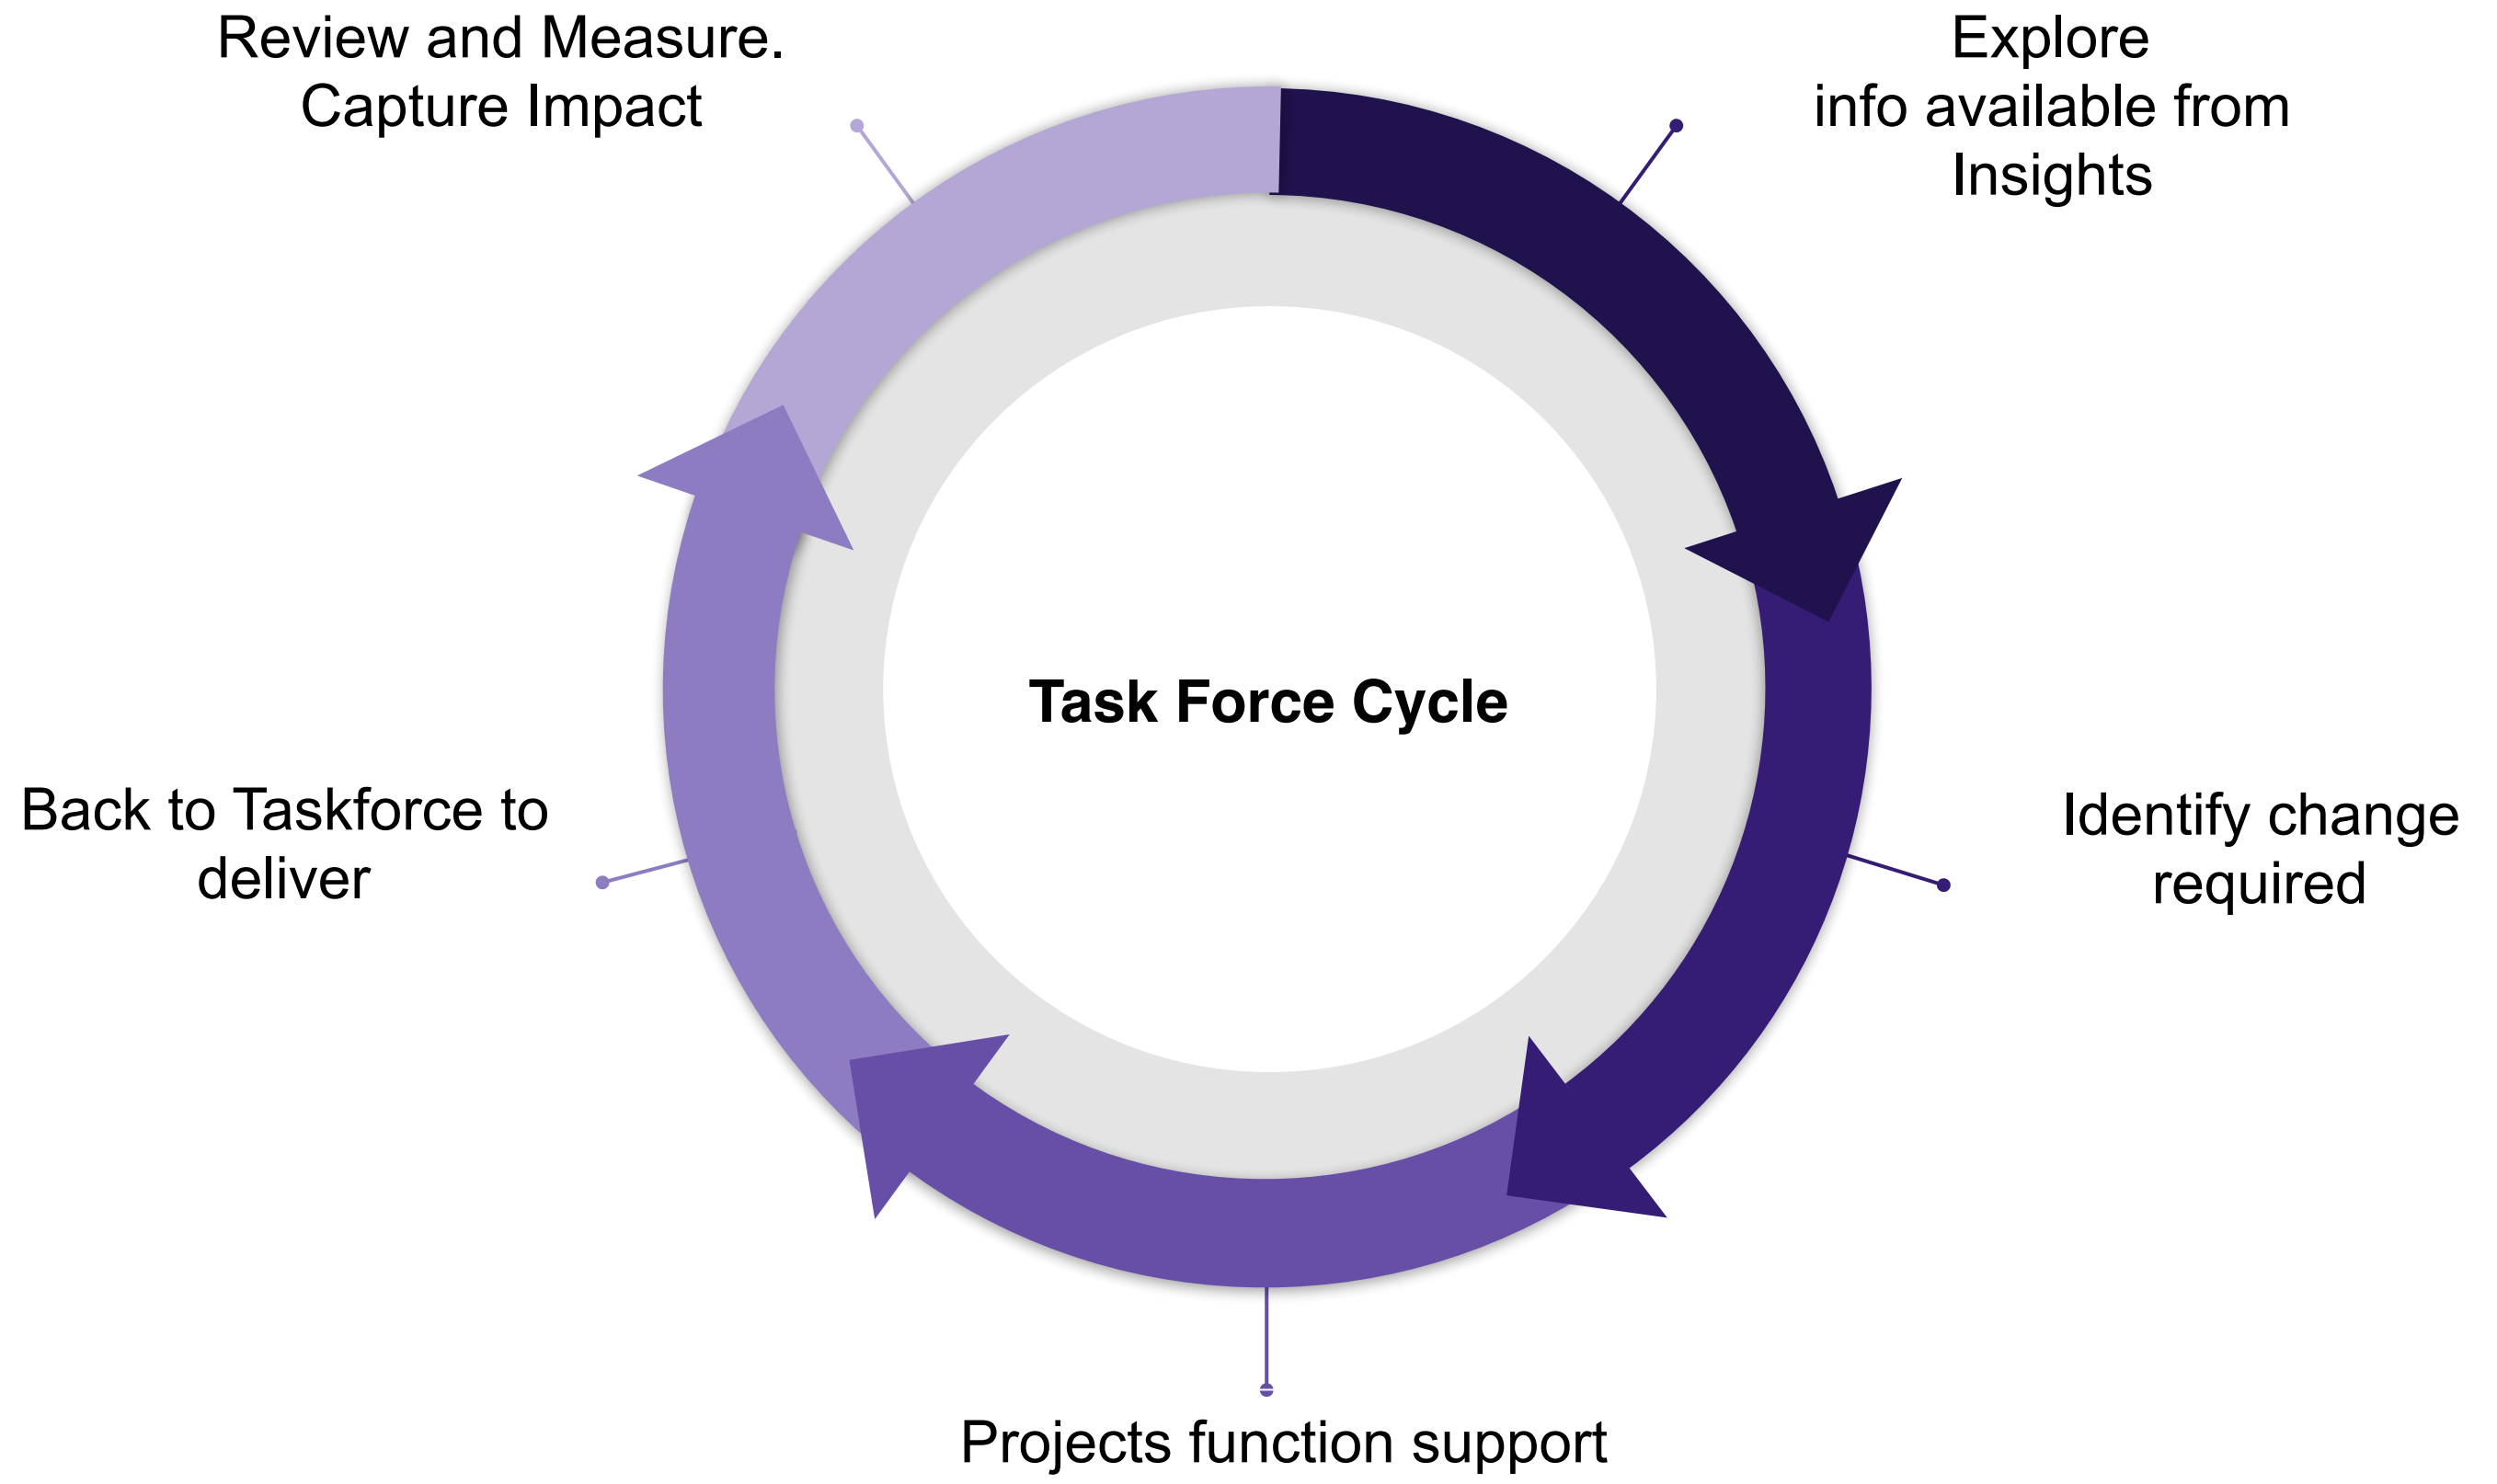 Review and Measure.
Capture Impact
Explore
info available from
Insights
Task Force Cycle
Back to Taskforce to
deliver
Identify change
required
Projects function support